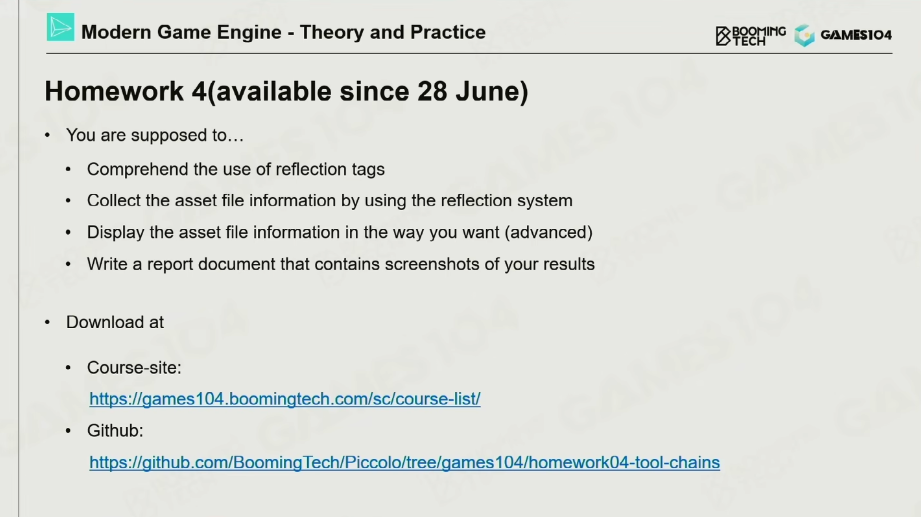 Modern Game Engine - Theory and Practice
BOOMING
TECH
GAMES104
Homework 4(available since 28 June)
• You are supposed to…
• Comprehend the use of reflection tags
• Collect the asset file information by using the reflection system
• Display the asset file information in the way you want (advanced)
• Write a report document that contains screenshots of your results
• Download at
• Course-site:
https://games104.boomingtech.com/sc/course-list/
• Github:
https://github.com/BoomingTech/Piccolo/tree/games104/homework04-tool-chains